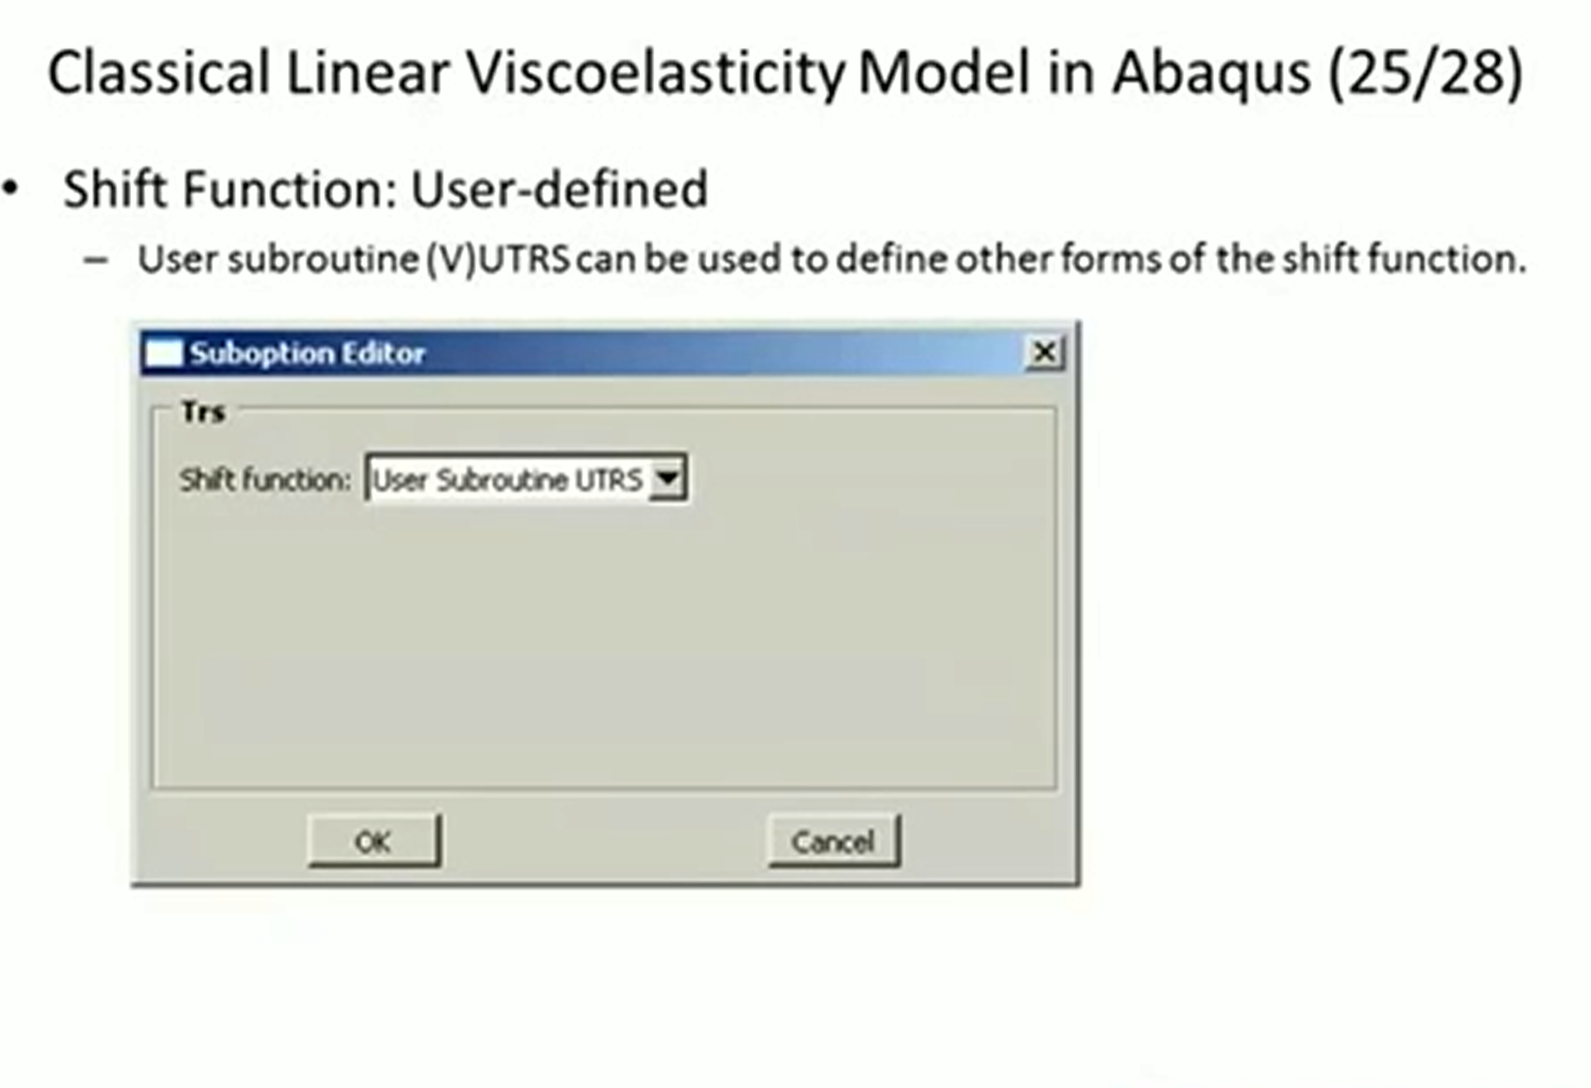 Classical Linear Viscoelasticity Model in Abaqus (25/28)
• Shift Function: User-defined
– User subroutine (V)UTRS can be used to define other forms of the shift function.
Suboption Editor
Trs
Shift function: User Subroutine UTRS
OK Cancel